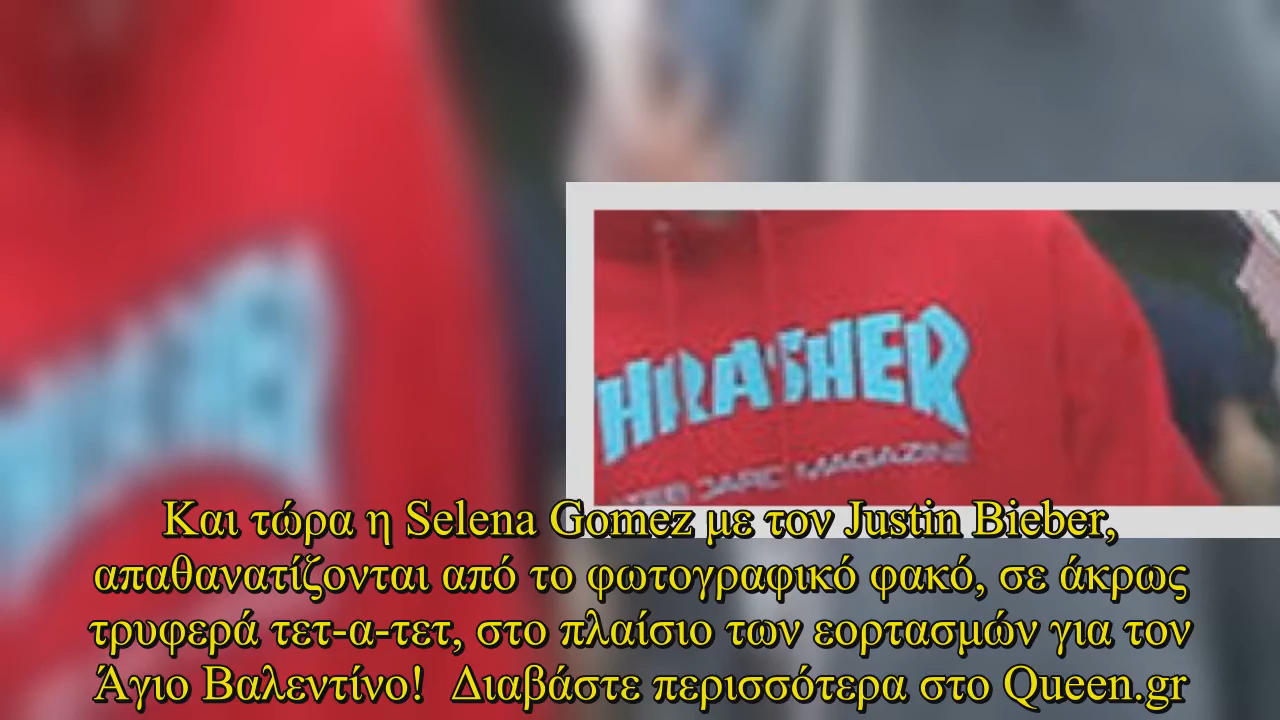 THRASHER
MAGAZINE
Και τώρα η Selena Gomez με τον Justin Bieber,
απαθανατίζονται από το φωτογραφικό φακό, σε άκρως
τρυφερά τετ-α-τετ, στο πλαίσιο των εορτασμών για τον
Άγιο Βαλεντίνο! Διαβάστε περισσότερα στο Queen.gr